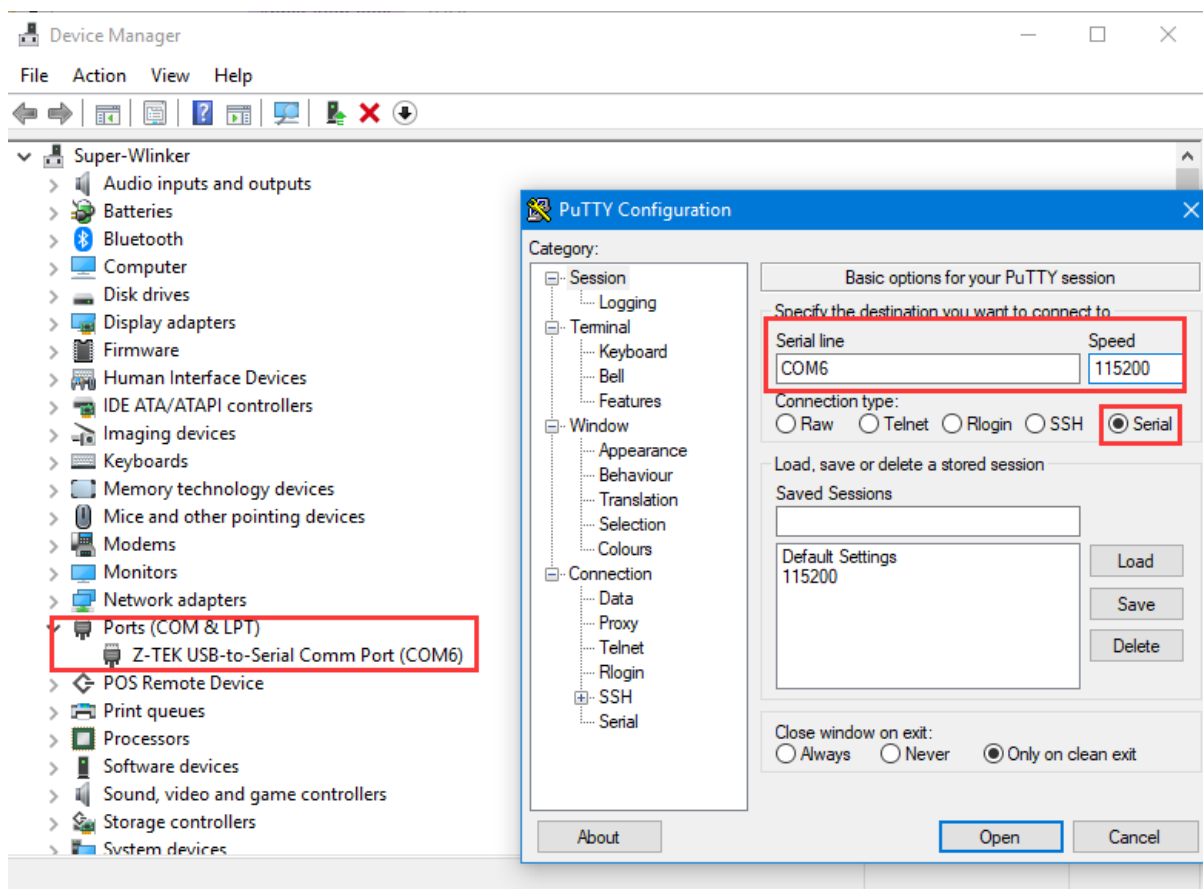 Device Manager
File Action View Help
Super-Wlinker
Audio inputs and outputs
Batteries
Bluetooth
Computer
Disk drives
Display adapters
Firmware
Human Interface Devices
IDE ATA/ATAPI controllers
Imaging devices
Keyboards
Memory technology devices
Mice and other pointing devices
Modems
Monitors
Network adapters
Ports (COM & LPT)
Z-TEK USB-to-Serial Comm Port (COM6)
POS Remote Device
Print queues
Processors
Software devices
Sound, video and game controllers
Storage controllers
System devices
PuTTY Configuration
Category:
Session
Logging
Terminal
Keyboard
Bell
Features
Window
Appearance
Behaviour
Translation
Selection
Colours
Connection
Data
Proxy
Telnet
Rlogin
SSH
Serial
Basic options for your PuTTY session
Specify the destination you want to connect to
Serial line Speed
COM6 115200
Connection type:
Raw Telnet Rlogin SSH Serial
Load, save or delete a stored session
Saved Sessions
Default Settings
115200
Load
Save
Delete
Close window on exit:
Always Never Only on clean exit
About Open Cancel